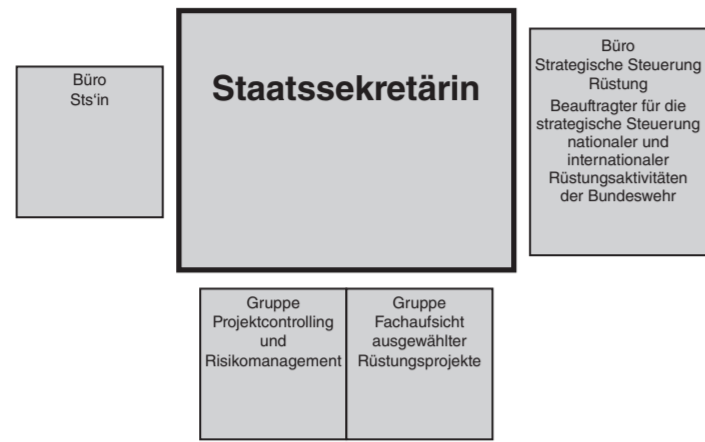 Büro
Sts‘in
Staatssekretärin
Büro
Strategische Steuerung
Rüstung
Beauftragter für die
strategische Steuerung
nationaler und
internationaler
Rüstungsaktivitäten
der Bundeswehr
Gruppe
Projektcontrolling
und
Risikomanagement
Gruppe
Fachaufsicht
ausgewählter
Rüstungsprojekte